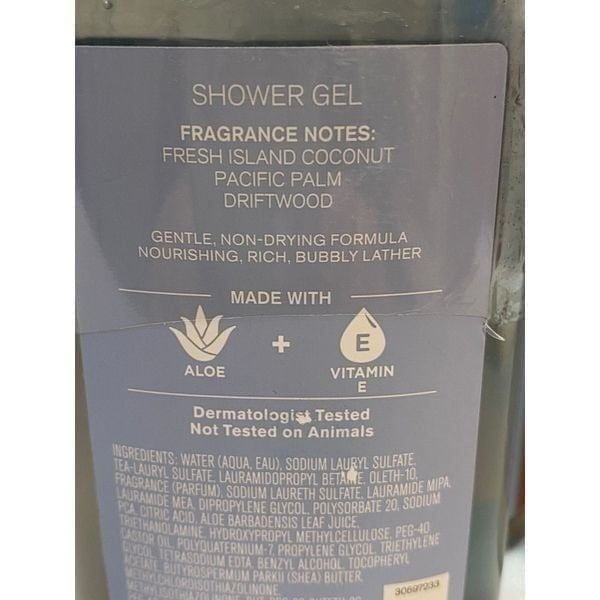 SHOWER GEL
FRAGRANCE NOTES:
FRESH ISLAND COCONUT
PACIFIC PALM
DRIFTWOOD
GENTLE, NON-DRYING FORMULA
NOURISHING, RICH, BUBBLY LATHER
MADE WITH
ALOE + E VITAMIN E
Dermatologist Tested
Not Tested on Animals
INGREDIENTS: WATER (AQUA, EAU), SODIUM LAURYL SULFATE,
TEA-LAURYL SULFATE, LAURAMIDOPROPYL BETAINE, OLETH-10,
FRAGRANCE (PARFUM), SODIUM LAURETH SULFATE, LAURAMIDE MIPA,
LAURAMIDE MEA, DIPROPYLENE GLYCOL, POLYSORBATE 20, SODIUM
PCA, CITRIC ACID, ALOE BARBADENSIS LEAF JUICE,
TRIETHANOLAMINE, HYDROXYPROPYL METHYLCELLULOSE, PEG-40
CASTOR OIL, POLYQUATERNIUM-7, PROPYLENE GLYCOL, TRIETHYLENE
GLYCOL, TETRASODIUM EDTA, BENZYL ALCOHOL, TOCOPHERYL
ACETATE, BUTYROSPERMUM PARKII (SHEA) BUTTER,
METHYLCHLOROISOTHIAZOLINONE,
30697233